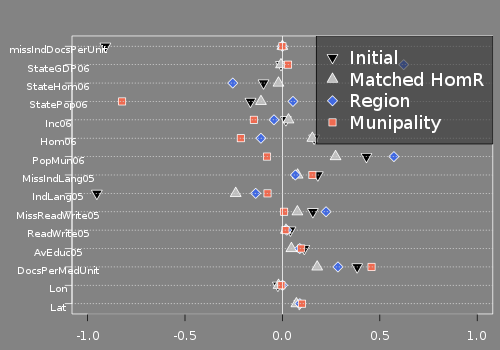 missIndDocsPerUnit
StateGDP06
StateHom06
StatePop06
Inc06
Hom06
PopMun06
MissIndLang05
IndLang05
MissReadWrite05
ReadWrite05
AvEduc05
DocsPerMedUnit
Lon
Lat
Initial
Matched HomR
Region
Munipality
-1.0 -0.5 0.0 0.5 1.0